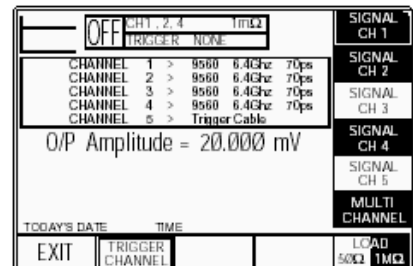 OFF
CH1, 2, 4 1mΩ
TRIGGER NONE
CHANNEL 1 > 9560 6.4Ghz 70ps
CHANNEL 2 > 9560 6.4Ghz 70ps
CHANNEL 3 > 9560 6.4Ghz 70ps
CHANNEL 4 > 9560 6.4Ghz 70ps
CHANNEL 5 > Trigger Cable
O/P Amplitude = 20.000 mV
TODAY'S DATE TIME
EXIT
TRIGGER
CHANNEL
SIGNAL
CH 1
SIGNAL
CH 2
SIGNAL
CH 3
SIGNAL
CH 4
SIGNAL
CH 5
MULTI
CHANNEL
LOAD
50Ω 1MΩ